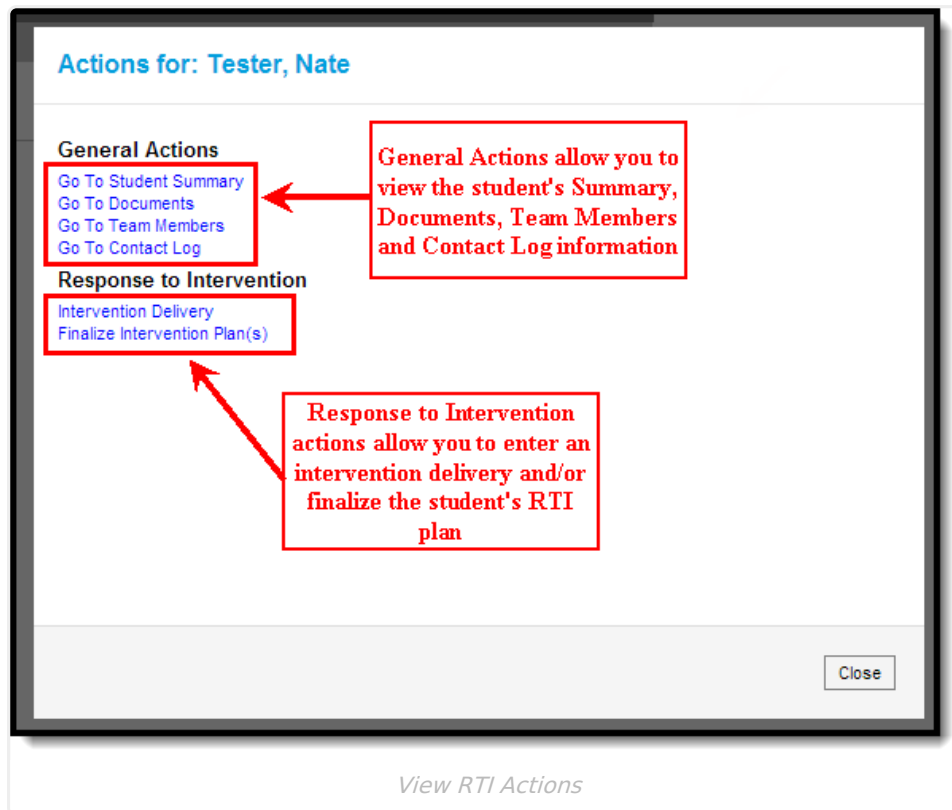 Actions for: Tester, Nate
General Actions
Go To Student Summary
Go To Documents
Go To Team Members
Go To Contact Log
General Actions allow you to
view the student's Summary,
Documents, Team Members
and Contact Log information
Response to Intervention
Intervention Delivery
Finalize Intervention Plan(s)
Response to Intervention
actions allow you to enter an
intervention delivery and/or
finalize the student's RTI
plan
Close
View RTI Actions